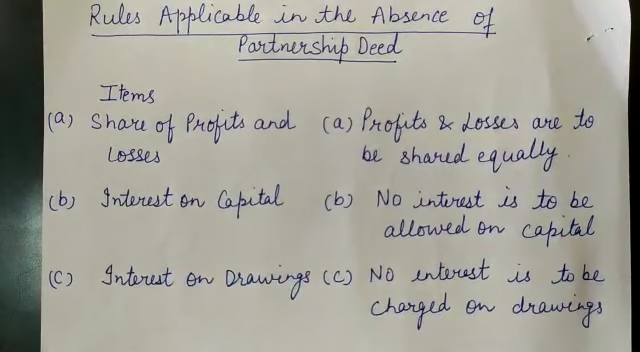 Rules Applicable in the Absence of
Partnership Deed
Items
(a) Share of Profits and (a) Profits & Losses are to
Losses be shared equally.
(b) Interest on Capital (b) No interest is to be
allowed on capital
(c) Interest on Drawings (c) No interest is to be
charged on drawings